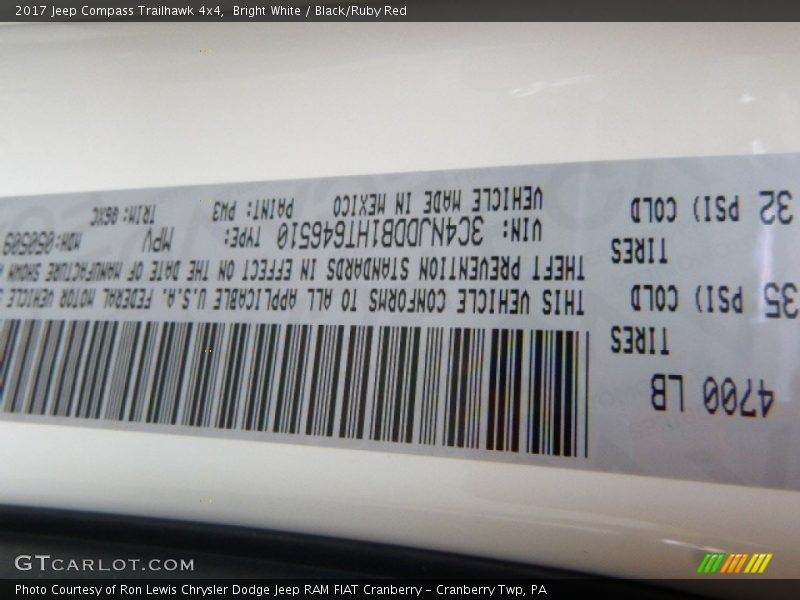 2017 Jeep Compass Trailhawk 4x4, Bright White / Black/Ruby Red
4700 LB
TIRES
35 PSI) COLD
TIRES
32 PSI) COLD
THIS VEHICLE CONFORMS TO ALL APPLICABLE U.S.A. FEDERAL MOTOR VEHICLE
THEFT PREVENTION STANDARDS IN EFFECT ON THE DATE OF MANUFACTURE SHOWN
VIN: 3C4NJDDB1HT646510 TYPE: MPV MDH: 050509
VEHICLE MADE IN MEXICO PAINT: PW3 TRIM: Q6XC
GTCARLOT.COM
Photo Courtesy of Ron Lewis Chrysler Dodge Jeep RAM FIAT Cranberry – Cranberry Twp, PA